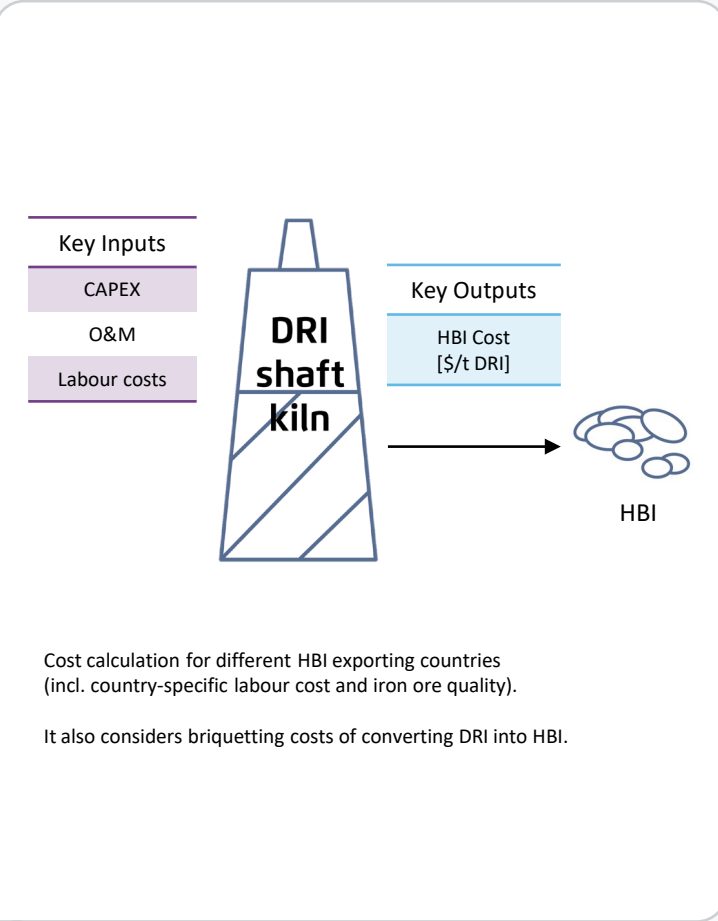 Key Inputs
CAPEX
O&M
Labour costs
DRI
shaft
kiln
Key Outputs
HBI Cost
[$/t DRI]
HBI
Cost calculation for different HBI exporting countries
(incl. country-specific labour cost and iron ore quality).
It also considers briquetting costs of converting DRI into HBI.